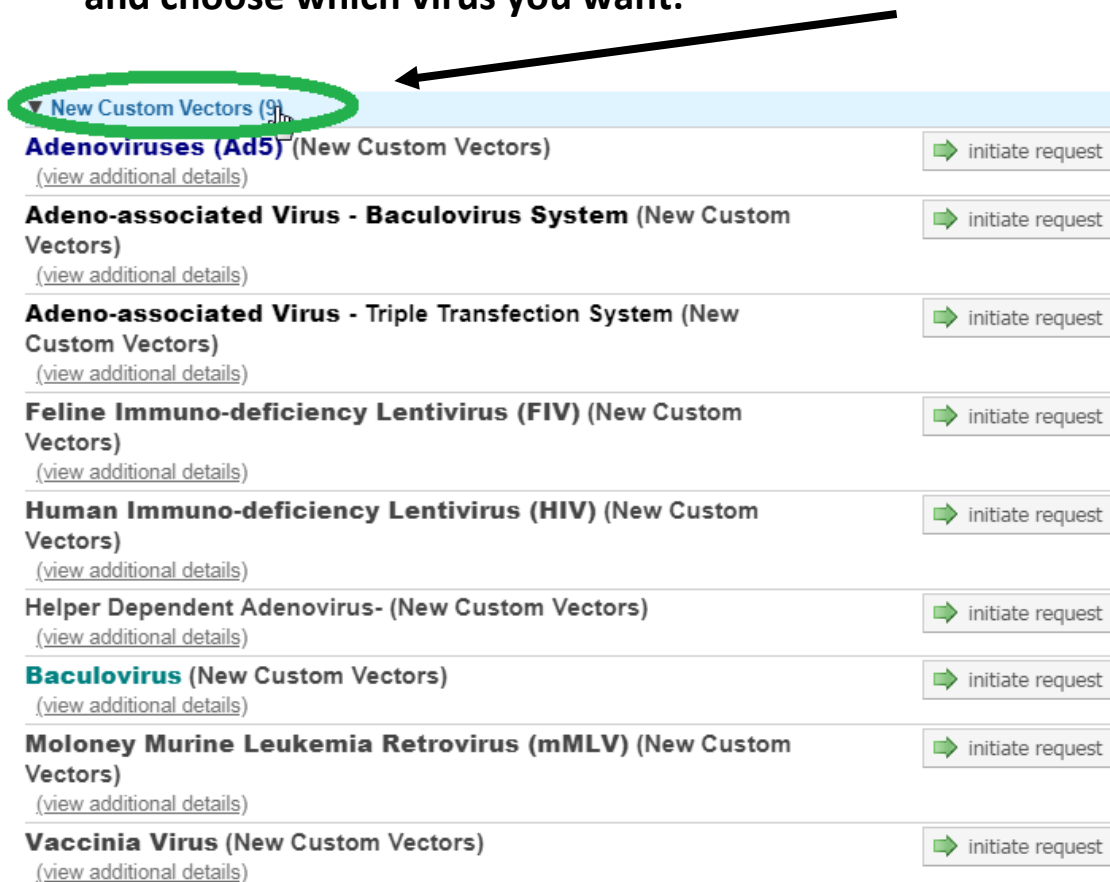 and choose which virus you want.
▼ New Custom Vectors (9)
Adenoviruses (Ad5) (New Custom Vectors)
initiate request
(view additional details)
Adeno-associated Virus - Baculovirus System (New Custom
Vectors)
initiate request
(view additional details)
Adeno-associated Virus - Triple Transfection System (New
Custom Vectors)
initiate request
(view additional details)
Feline Immuno-deficiency Lentivirus (FIV) (New Custom
Vectors)
initiate request
(view additional details)
Human Immuno-deficiency Lentivirus (HIV) (New Custom
Vectors)
initiate request
(view additional details)
Helper Dependent Adenovirus- (New Custom Vectors)
initiate request
(view additional details)
Baculovirus (New Custom Vectors)
initiate request
(view additional details)
Moloney Murine Leukemia Retrovirus (mMLV) (New Custom
Vectors)
initiate request
(view additional details)
Vaccinia Virus (New Custom Vectors)
initiate request
(view additional details)